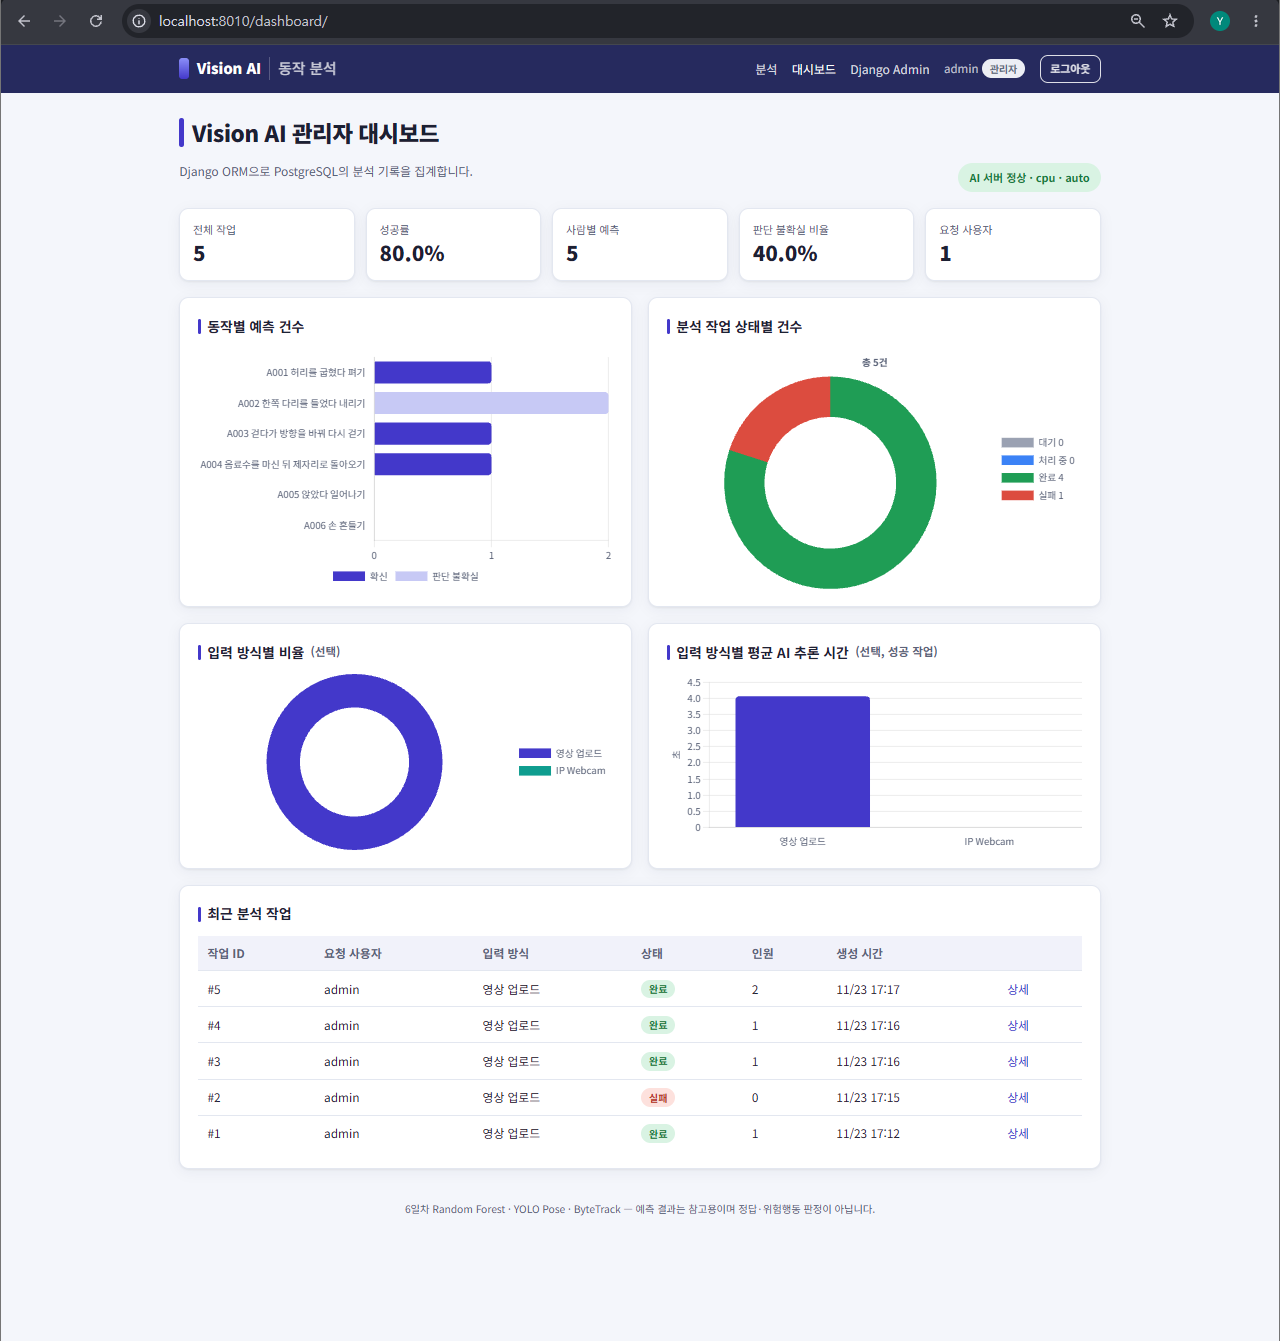 localhost:8010/dashboard/
Y
Vision AI 동작 분석
분석 대시보드 Django Admin admin 관리자 로그아웃
Vision AI 관리자 대시보드
Django ORM으로 PostgreSQL의 분석 기록을 집계합니다.
AI 서버 정상 · cpu · auto
전체 작업
5
성공률
80.0%
사람별 예측
5
판단 불확실 비율
40.0%
요청 사용자
1
동작별 예측 건수
A001 허리를 굽혔다 펴기
A002 한쪽 다리를 들었다 내리기
A003 걷다가 방향을 바꿔 다시 걷기
A004 음료수를 마신 뒤 제자리로 돌아오기
A005 앉았다 일어나기
A006 손 흔들기
0 1 2
확신 판단 불확실
분석 작업 상태별 건수
총 5건
대기 0
처리 중 0
완료 4
실패 1
입력 방식별 비율 (선택)
영상 업로드
IP Webcam
입력 방식별 평균 AI 추론 시간 (선택, 성공 작업)
초
4.5
4.0
3.5
3.0
2.5
2.0
1.5
1.0
0.5
0
영상 업로드 IP Webcam
최근 분석 작업
작업 ID 요청 사용자 입력 방식 상태 인원 생성 시간
#5 admin 영상 업로드 완료 2 11/23 17:17 상세
#4 admin 영상 업로드 완료 1 11/23 17:16 상세
#3 admin 영상 업로드 완료 1 11/23 17:16 상세
#2 admin 영상 업로드 실패 0 11/23 17:15 상세
#1 admin 영상 업로드 완료 1 11/23 17:12 상세
6일차 Random Forest · YOLO Pose · ByteTrack — 예측 결과는 참고용이며 정답·위험행동 판정이 아닙니다.